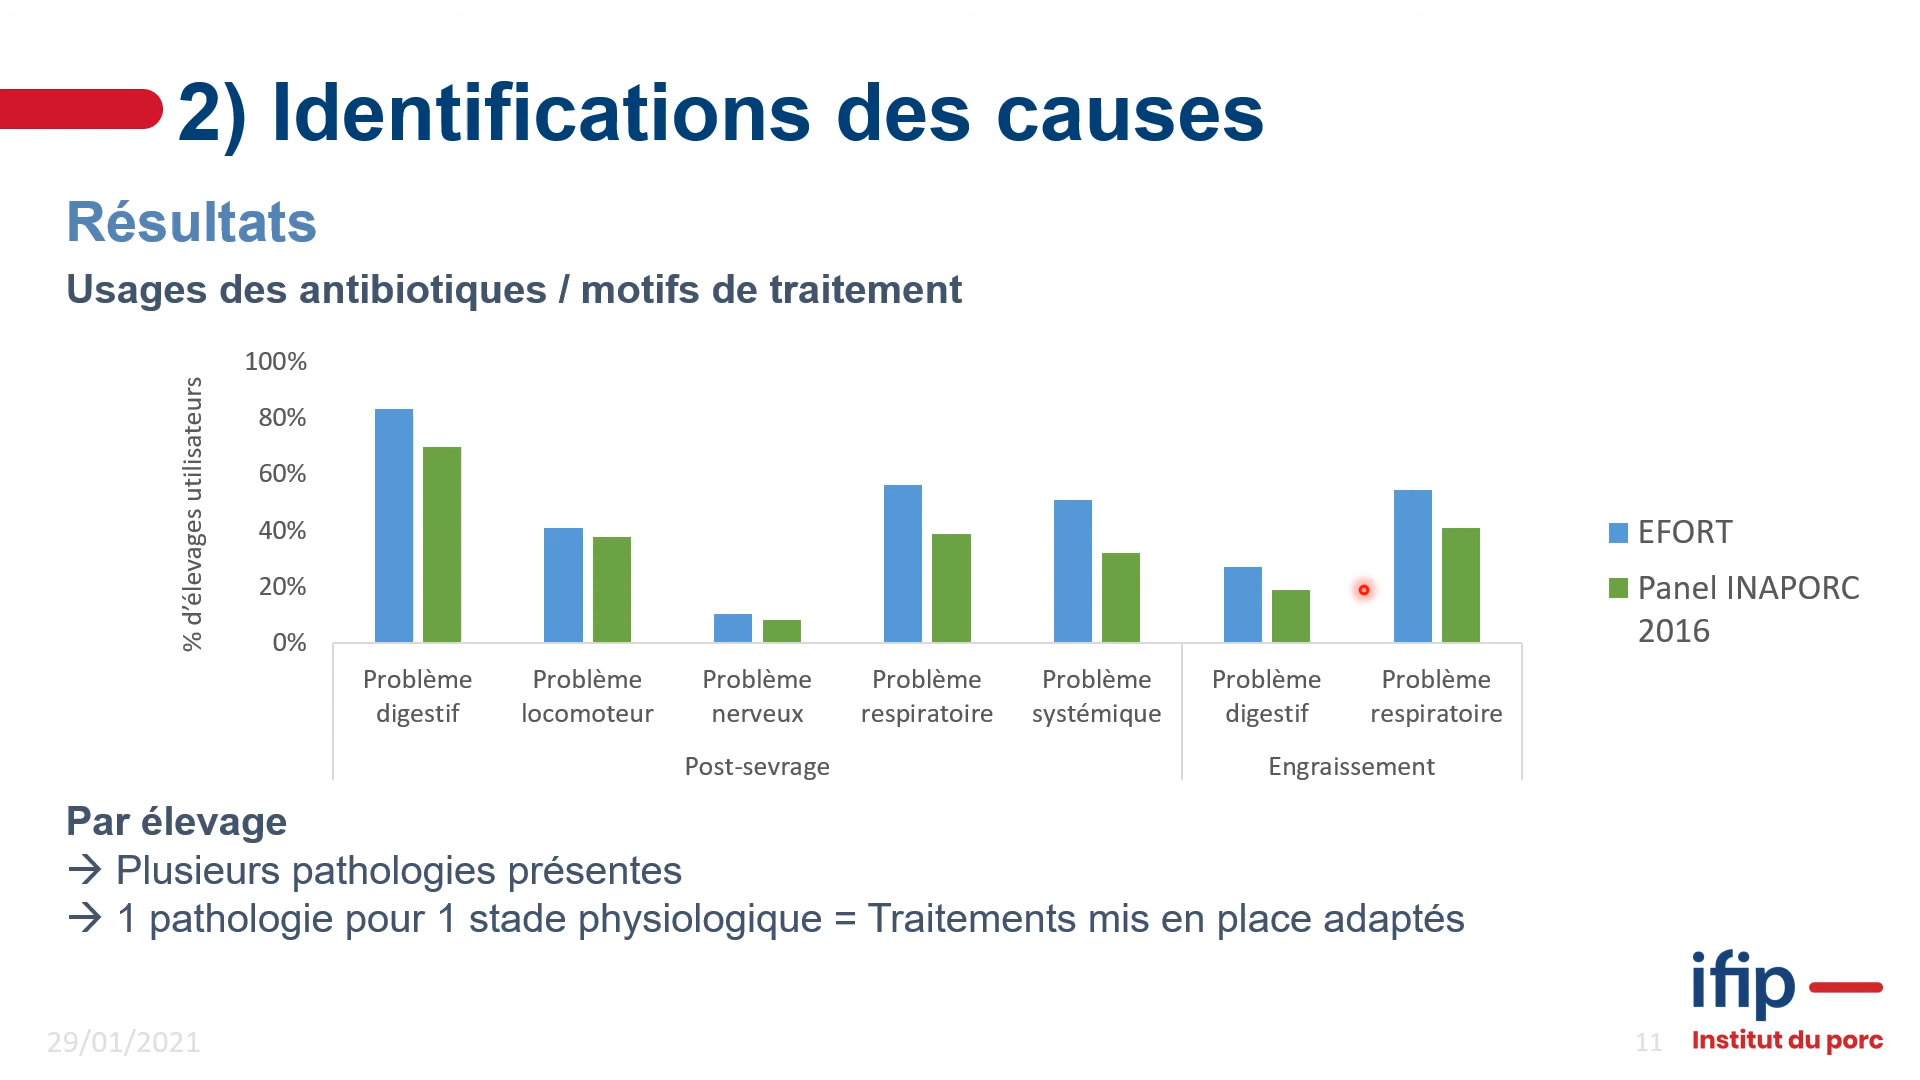 2) Identifications des causes
Résultats
Usages des antibiotiques / motifs de traitement
% d'élevages utilisateurs
100%
80%
60%
40%
20%
0%
Problème digestif
Problème locomoteur
Problème nerveux
Problème respiratoire
Problème systémique
Problème digestif
Problème respiratoire
Post-sevrage
Engraissement
EFORT
Panel INAPORC
2016
Par élevage
→ Plusieurs pathologies présentes
→ 1 pathologie pour 1 stade physiologique = Traitements mis en place adaptés
29/01/2021
11
ifip
Institut du porc